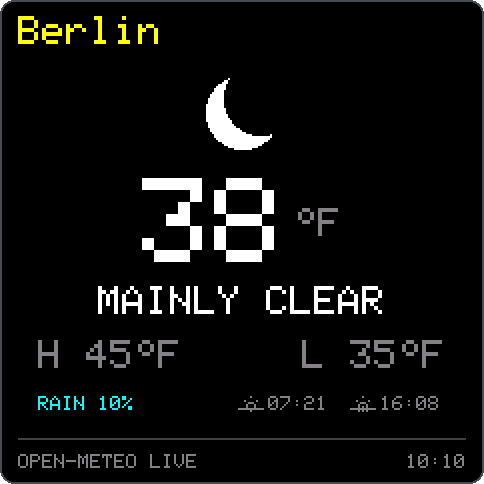 Berlin
38 °F
MAINLY CLEAR
H 45°F L 35°F
RAIN 10% 07:21 16:08
OPEN-METEO LIVE 10:10